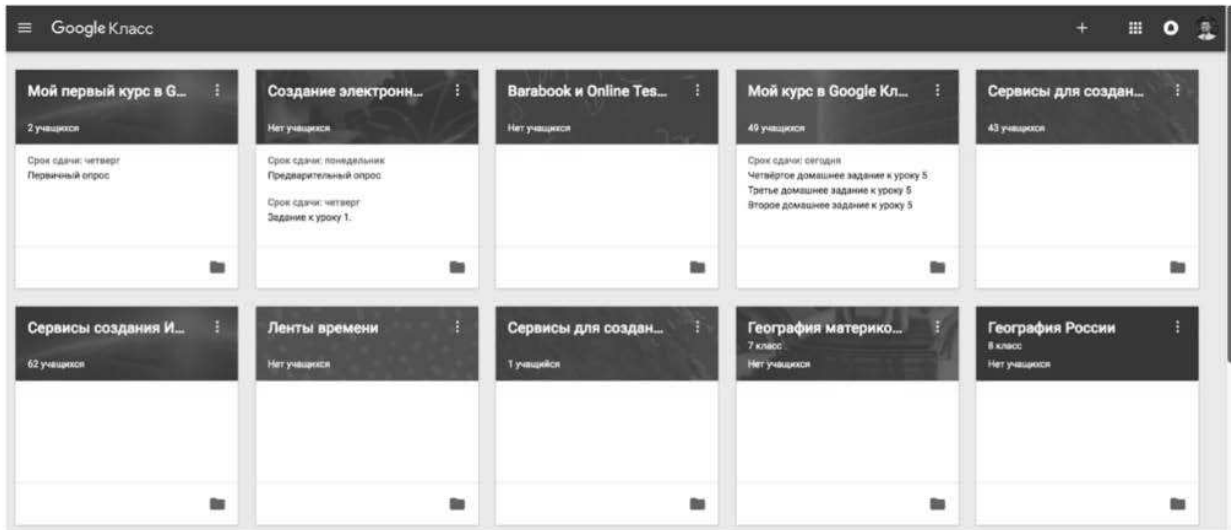 Google Класс
Мой первый курс в G...
2 учащихся
Срок сдачи: четверг
Первичный опрос
Создание электронн...
Нет учащихся
Срок сдачи: понедельник
Предварительный опрос
Срок сдачи: четверг
Задание к уроку 1.
Barabook и Online Tes...
Нет учащихся
Мой курс в Google Кл...
49 учащихся
Срок сдачи: сегодня
Четвёртое домашнее задание к уроку 5
Третье домашнее задание к уроку 5
Второе домашнее задание к уроку 5
Сервисы для создан...
43 учащихся
Сервисы создания И...
62 учащихся
Ленты времени
Нет учащихся
Сервисы для создан...
1 учащийся
География материко...
7 класс
Нет учащихся
География России
8 класс
Нет учащихся